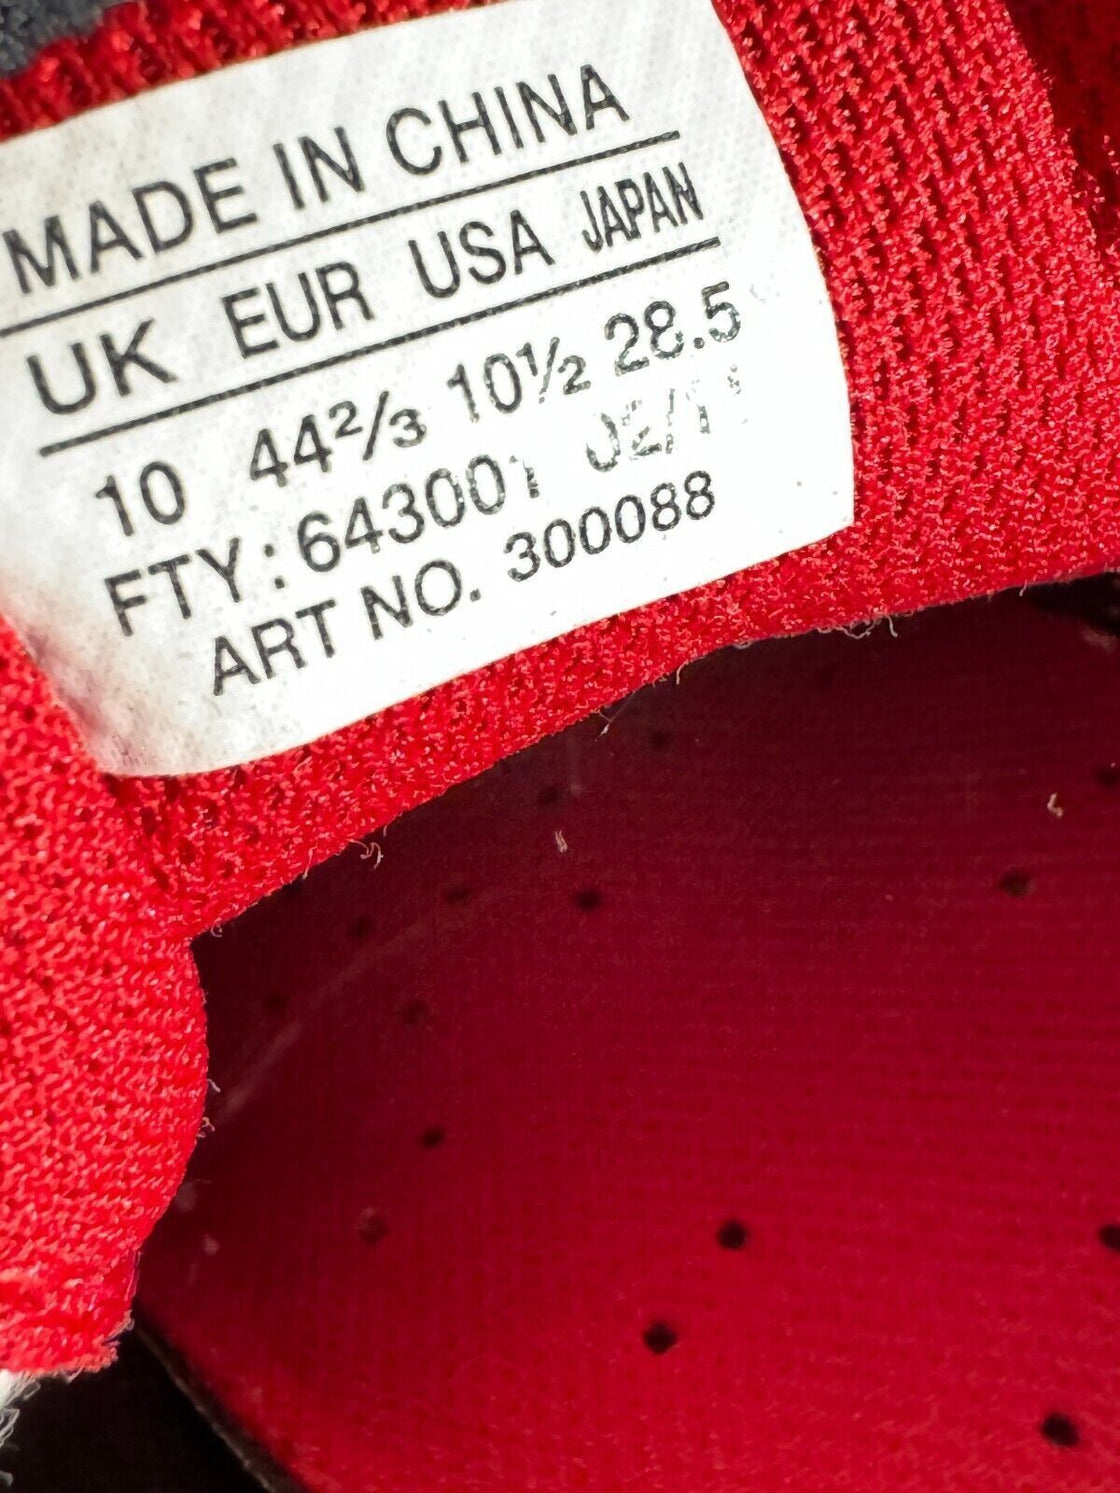 MADE IN CHINA
UK EUR USA JAPAN
10 44⅔ 10½ 28.5
FTY: 643001
ART NO. 300088